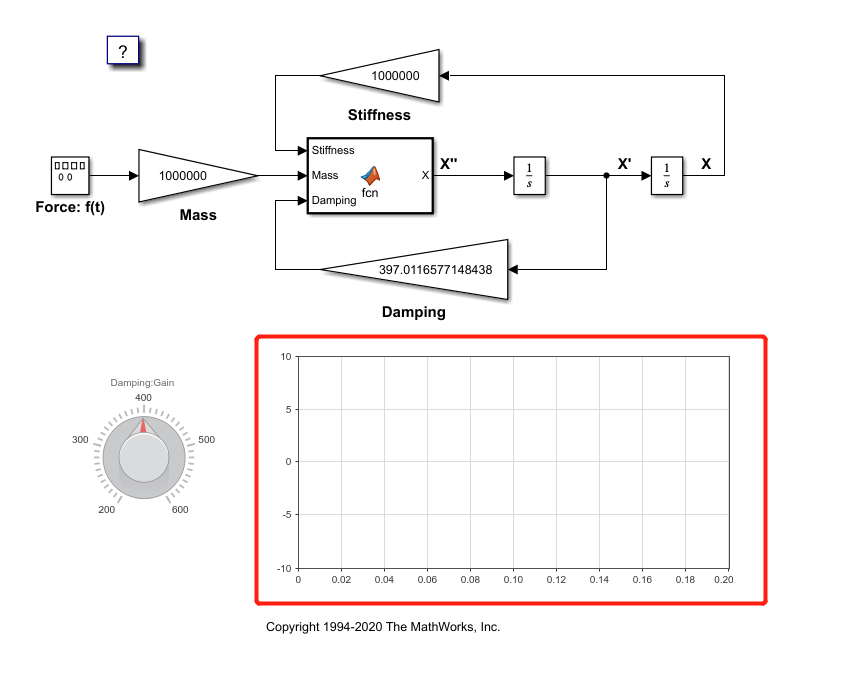 ?
1000000
Stiffness
Stiffness
Mass
Damping
fcn
X
X''
1
s
X'
1
s
X
1000000
Force: f(t)
Mass
397.0116577148438
Damping
Damping:Gain
400
300
500
200
600
10
5
0
-5
-10
0 0.02 0.04 0.06 0.08 0.10 0.12 0.14 0.16 0.18 0.20
Copyright 1994-2020 The MathWorks, Inc.